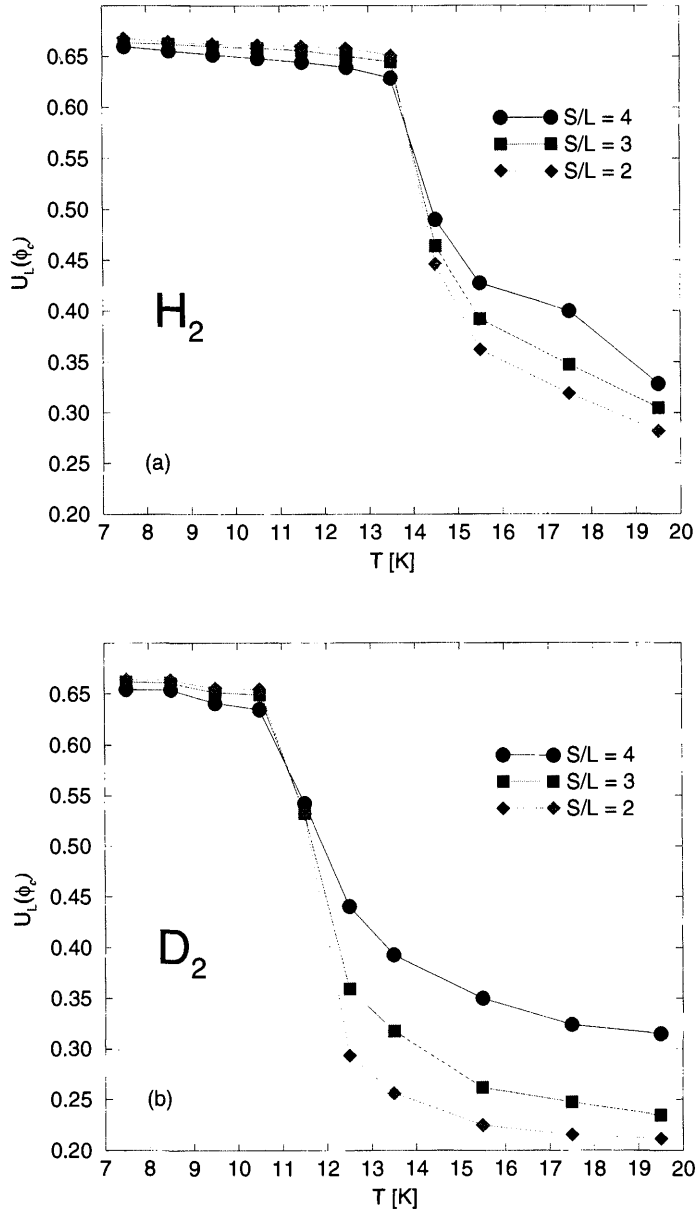 0.65
0.60
0.55
0.50
0.45
0.40
0.35
0.30
0.25
0.20
U_L(ϕ_c)
S/L = 4
S/L = 3
S/L = 2
H₂
(a)
7 8 9 10 11 12 13 14 15 16 17 18 19 20
T [K]
0.65
0.60
0.55
0.50
0.45
0.40
0.35
0.30
0.25
0.20
U_L(ϕ_c)
S/L = 4
S/L = 3
S/L = 2
D₂
(b)
7 8 9 10 11 12 13 14 15 16 17 18 19 20
T [K]